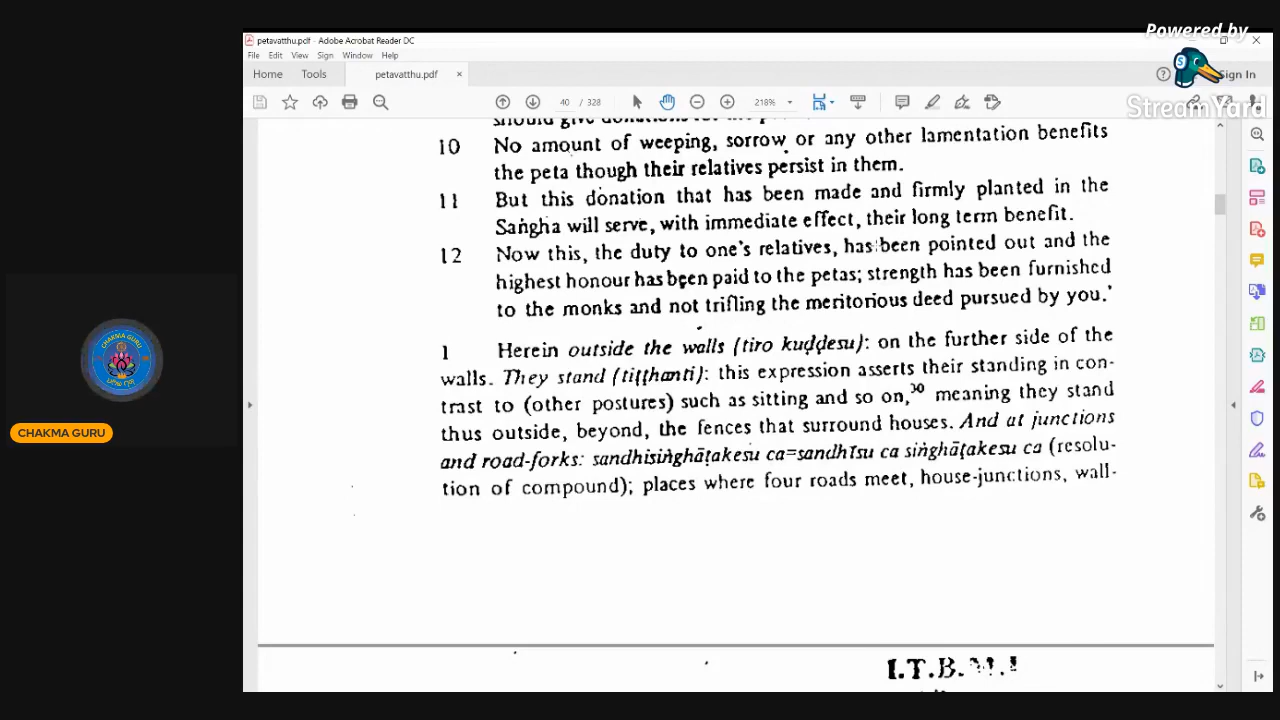 Powered by
StreamYard
petavatthu.pdf - Adobe Acrobat Reader DC
File Edit View Sign Window Help
Home Tools petavatthu.pdf × Sign In
40 / 328 218%
should give donations for the
10 No amount of weeping, sorrow or any other lamentation benefits
the peta though their relatives persist in them.
11 But this donation that has been made and firmly planted in the
Saṅgha will serve, with immediate effect, their long term benefit.
12 Now this, the duty to one's relatives, has been pointed out and the
highest honour has been paid to the petas; strength has been furnished
to the monks and not trifling the meritorious deed pursued by you.'
1 Herein outside the walls (tiro kuḍḍesu): on the further side of the
walls. They stand (tiṭṭhanti): this expression asserts their standing in con-
trast to (other postures) such as sitting and so on,³⁰ meaning they stand
thus outside, beyond, the fences that surround houses. And at junctions
and road-forks: sandhisiṅghāṭakesu ca=sandhīsu ca siṅghāṭakesu ca (resolu-
tion of compound); places where four roads meet, house-junctions, wall-
I.T.B.M.I
CHAKMA GURU
CHAKMA GURU